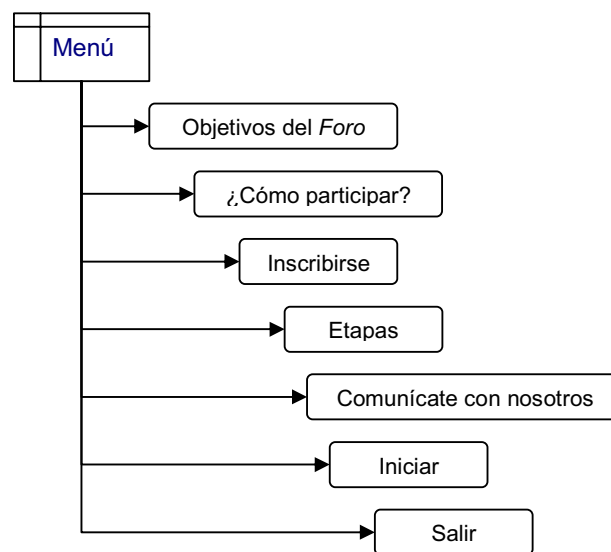 Menú
Objetivos del Foro
¿Cómo participar?
Inscribirse
Etapas
Comunícate con nosotros
Iniciar
Salir